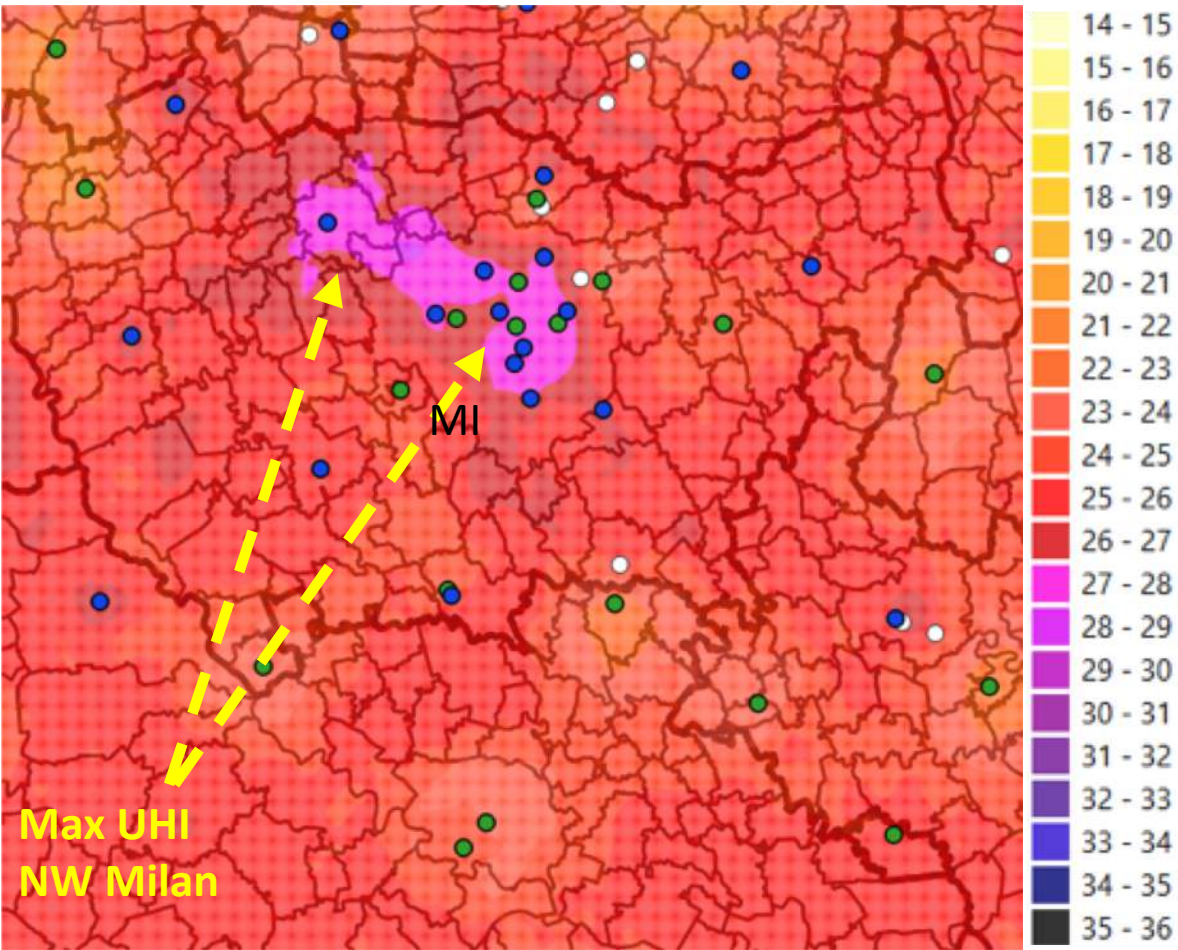 MI
Max UHI
NW Milan
14 - 15
15 - 16
16 - 17
17 - 18
18 - 19
19 - 20
20 - 21
21 - 22
22 - 23
23 - 24
24 - 25
25 - 26
26 - 27
27 - 28
28 - 29
29 - 30
30 - 31
31 - 32
32 - 33
33 - 34
34 - 35
35 - 36